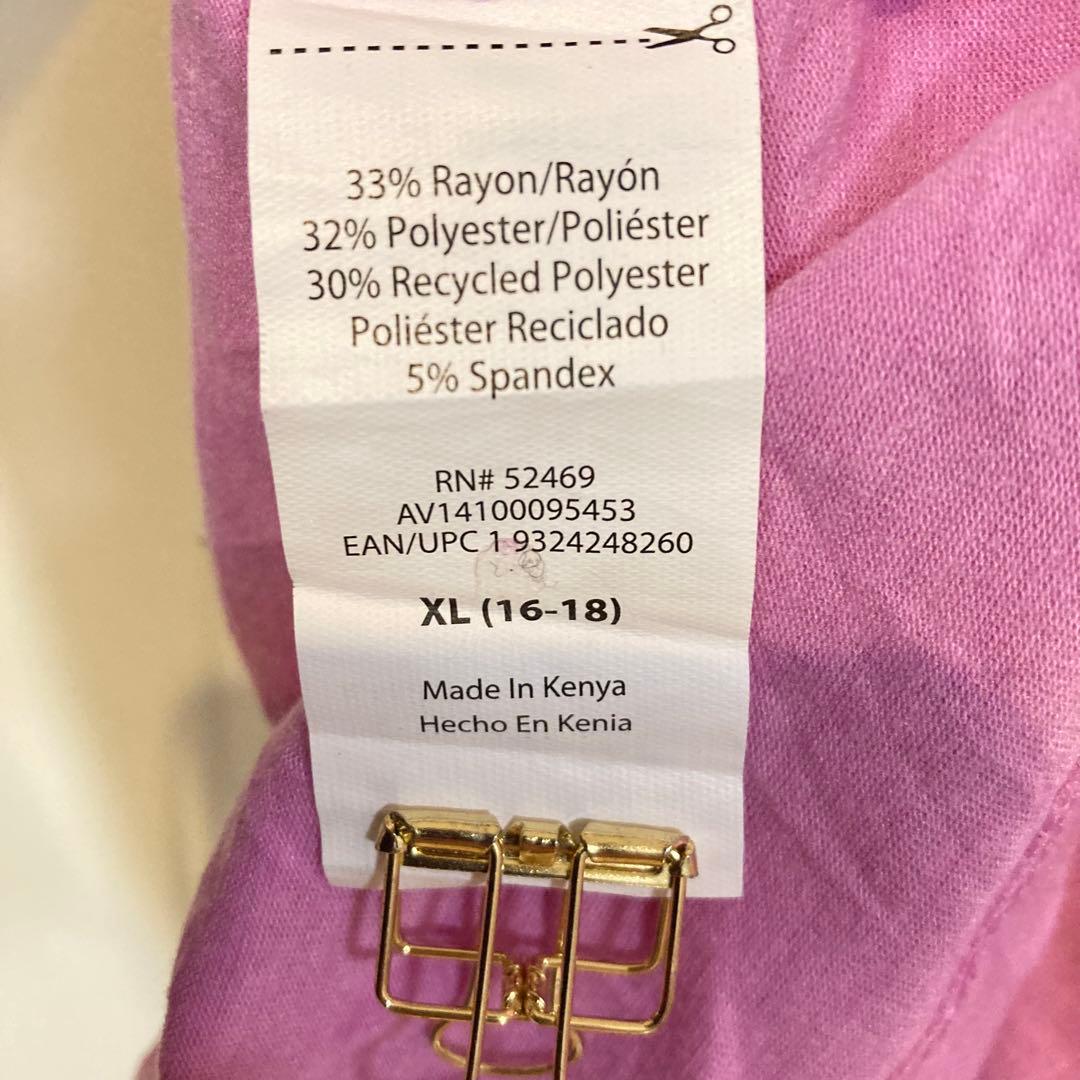 33% Rayon/Rayón
32% Polyester/Poliéster
30% Recycled Polyester
Poliéster Reciclado
5% Spandex
RN# 52469
AV14100095453
EAN/UPC 1 9324248260
XL (16-18)
Made In Kenya
Hecho En Kenia